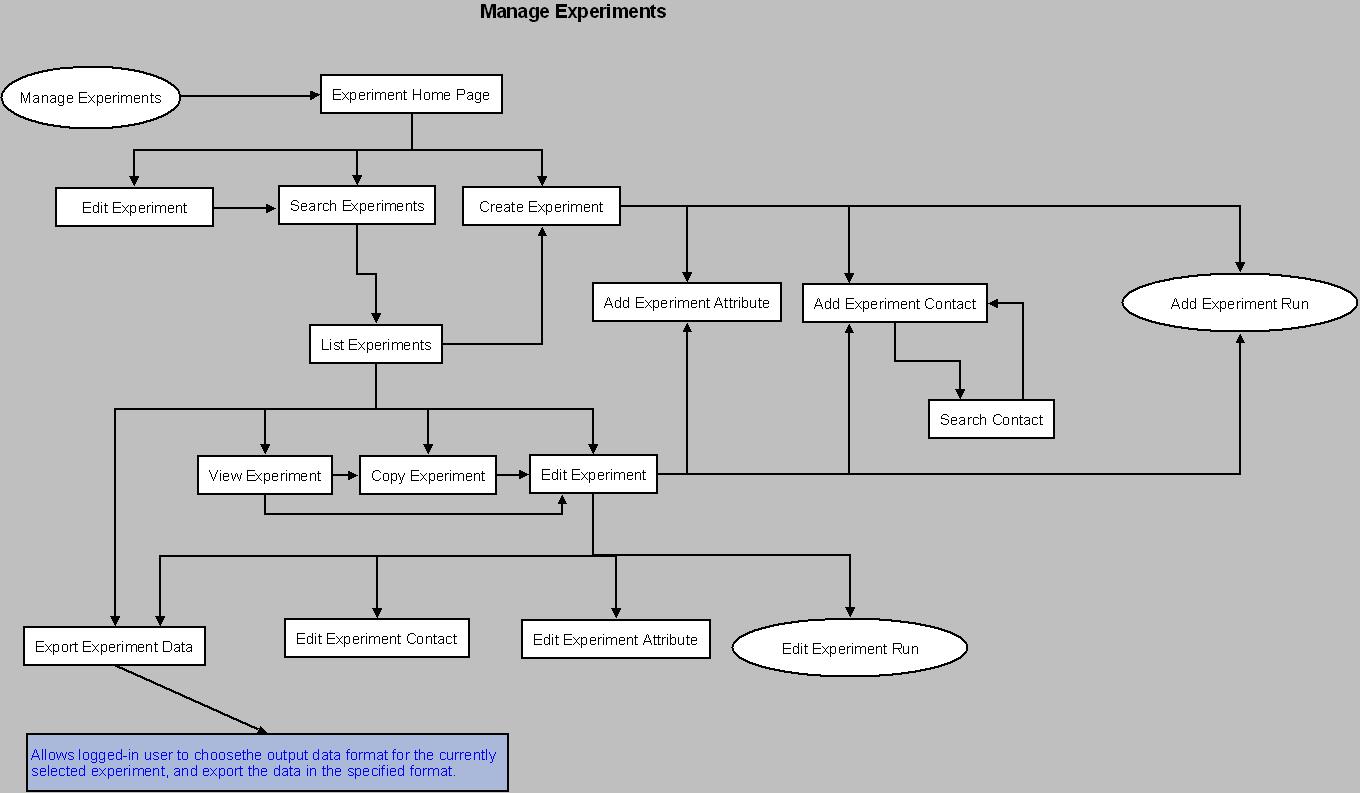 Manage Experiments
Manage Experiments
Experiment Home Page
Edit Experiment
Search Experiments
Create Experiment
Add Experiment Attribute
Add Experiment Contact
Add Experiment Run
List Experiments
Search Contact
View Experiment
Copy Experiment
Edit Experiment
Export Experiment Data
Edit Experiment Contact
Edit Experiment Attribute
Edit Experiment Run
Allows logged-in user to choosethe output data format for the currently
selected experiment, and export the data in the specified format.